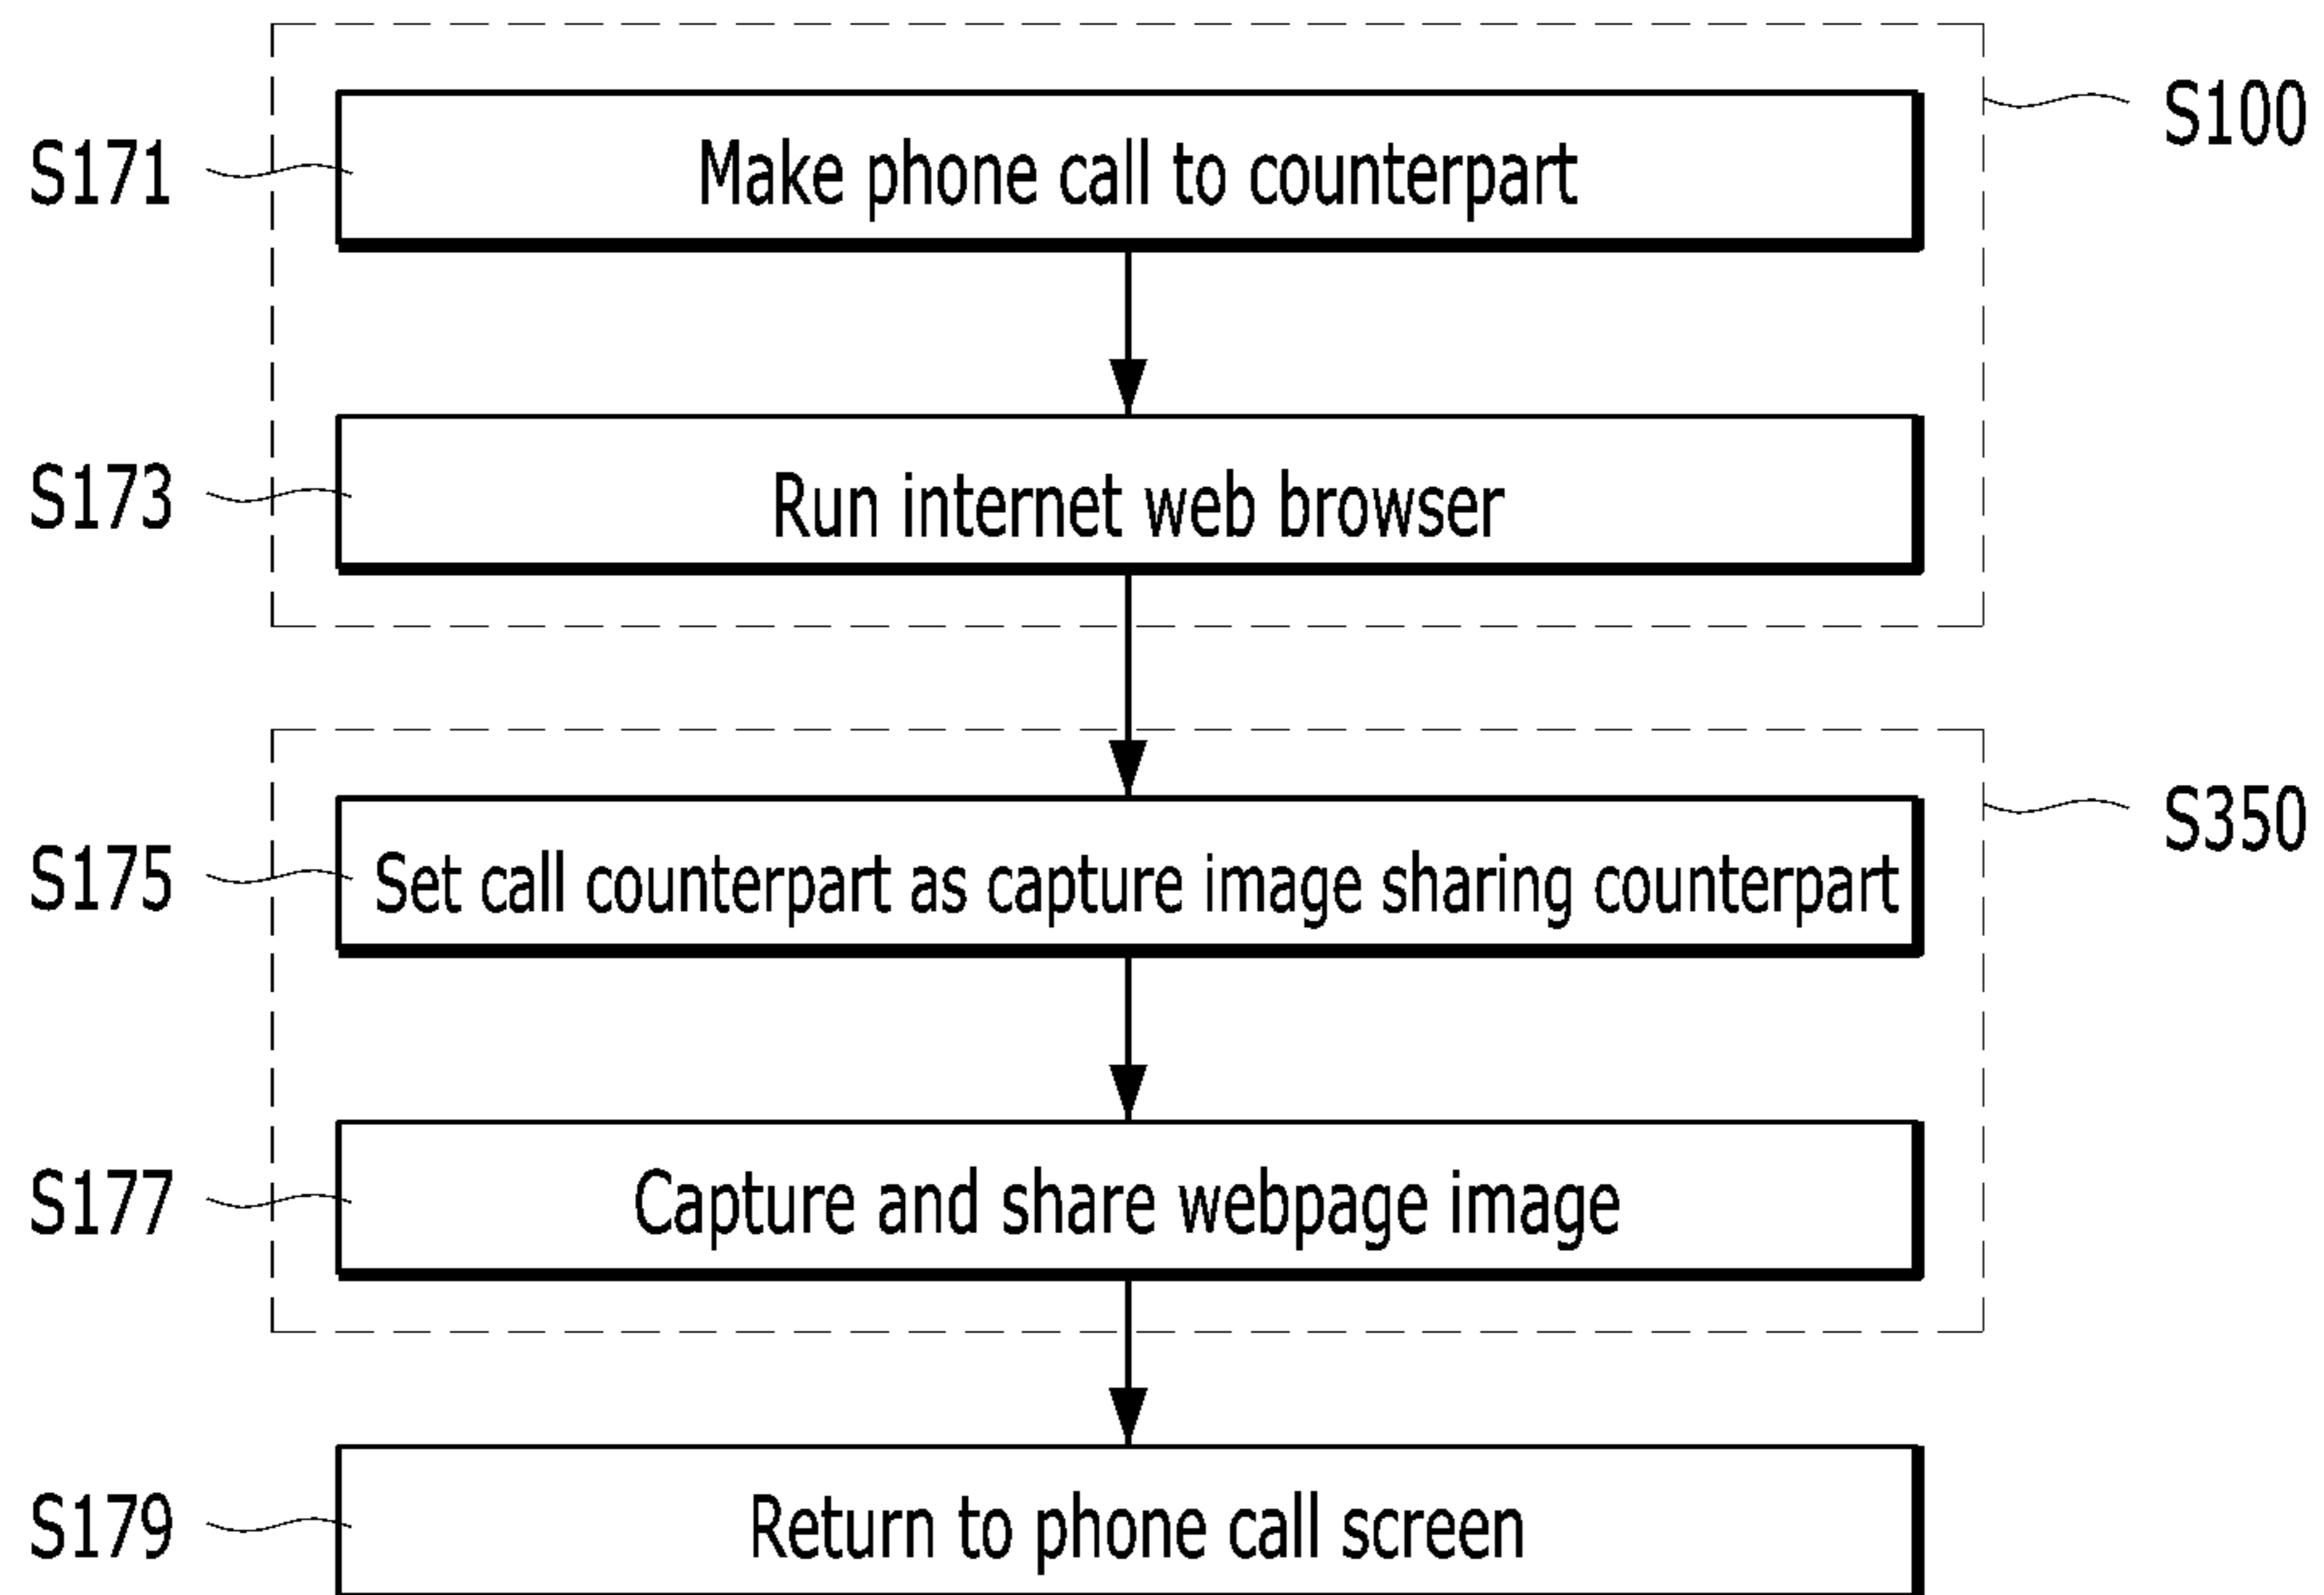 S100
S171
Make phone call to counterpart
S173
Run internet web browser
S350
S175
Set call counterpart as capture image sharing counterpart
S177
Capture and share webpage image
S179
Return to phone call screen